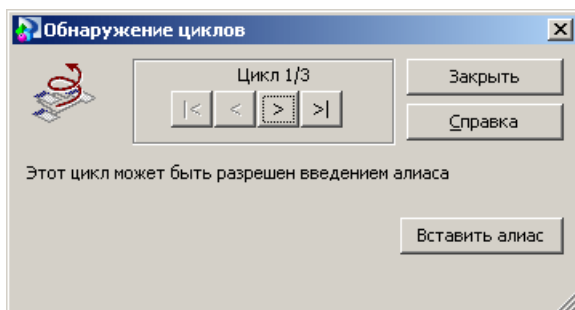 Обнаружение циклов
Цикл 1/3
|< < > >|
Закрыть
Справка
Этот цикл может быть разрешен введением алиаса
Вставить алиас